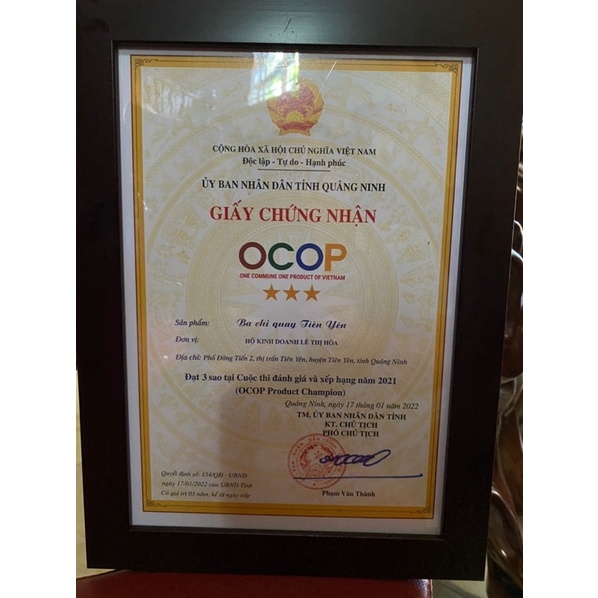 CỘNG HÒA XÃ HỘI CHỦ NGHĨA VIỆT NAM
Độc lập - Tự do - Hạnh phúc
ỦY BAN NHÂN DÂN TỈNH QUẢNG NINH
GIẤY CHỨNG NHẬN
OCOP
ONE COMMUNE ONE PRODUCT OF VIETNAM
Sản phẩm: Ba chỉ quay Tiên Yên
Đơn vị: HỘ KINH DOANH LÊ THỊ HÒA
Địa chỉ: Phố Đông Tiến 2, thị trấn Tiên Yên, huyện Tiên Yên, tỉnh Quảng Ninh
Đạt 3 sao tại Cuộc thi đánh giá và xếp hạng năm 2021
(OCOP Product Champion)
Quảng Ninh, ngày 17 tháng 01 năm 2022
TM. ỦY BAN NHÂN DÂN TỈNH
KT. CHỦ TỊCH
PHÓ CHỦ TỊCH
Quyết định số: 154/QĐ - UBND
ngày 17/01/2022 của UBND Tỉnh
Có giá trị 03 năm, kể từ ngày cấp
Phạm Văn Thành